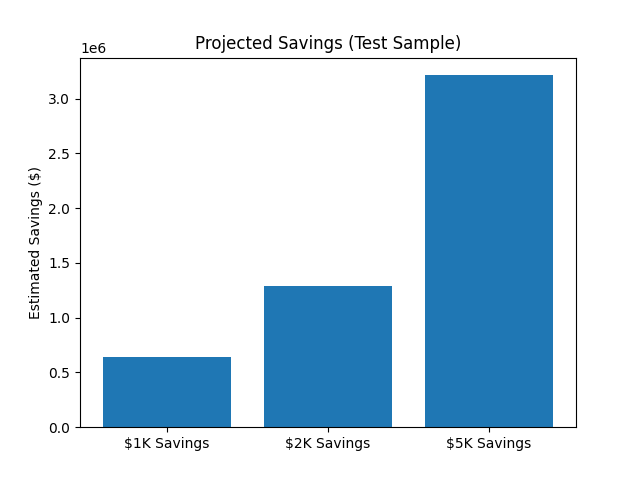 Projected Savings (Test Sample)
1e6
Estimated Savings ($)
3.0
2.5
2.0
1.5
1.0
0.5
0.0
$1K Savings
$2K Savings
$5K Savings